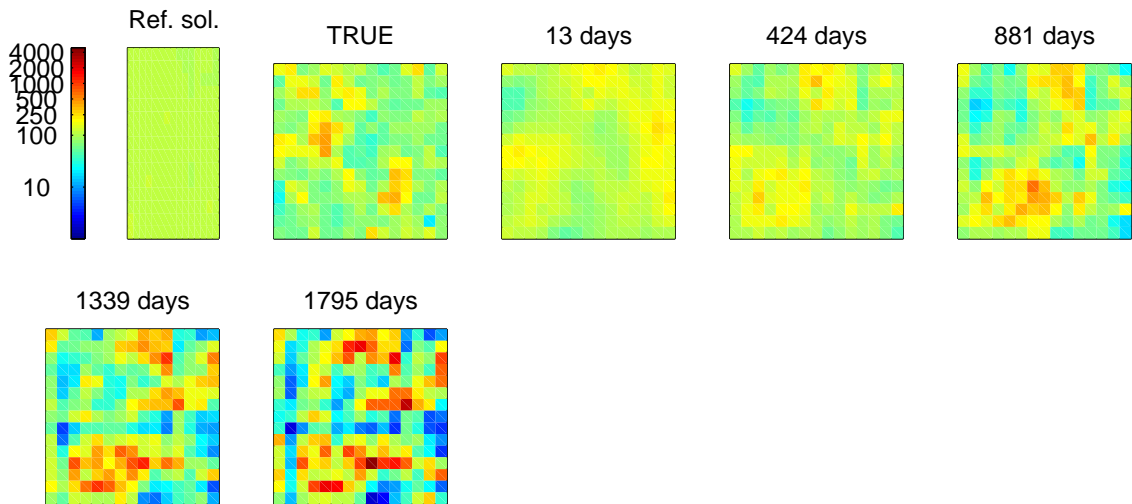 Ref. sol.
TRUE
13 days
424 days
881 days
4000
2000
1000
500
250
100
10
1339 days
1795 days